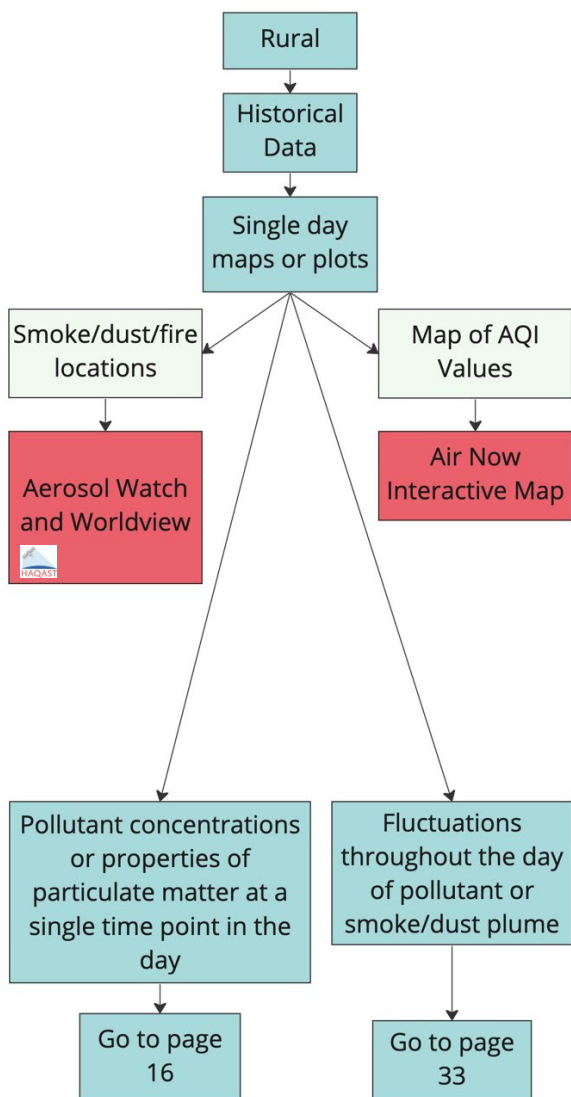 Rural
Historical
Data
Single day
maps or plots
Smoke/dust/fire
locations
Map of AQI
Values
Aerosol Watch
and Worldview
HAQAST
Air Now
Interactive Map
Pollutant concentrations
or properties of
particulate matter at a
single time point in the
day
Fluctuations
throughout the day
of pollutant or
smoke/dust plume
Go to page
16
Go to page
33